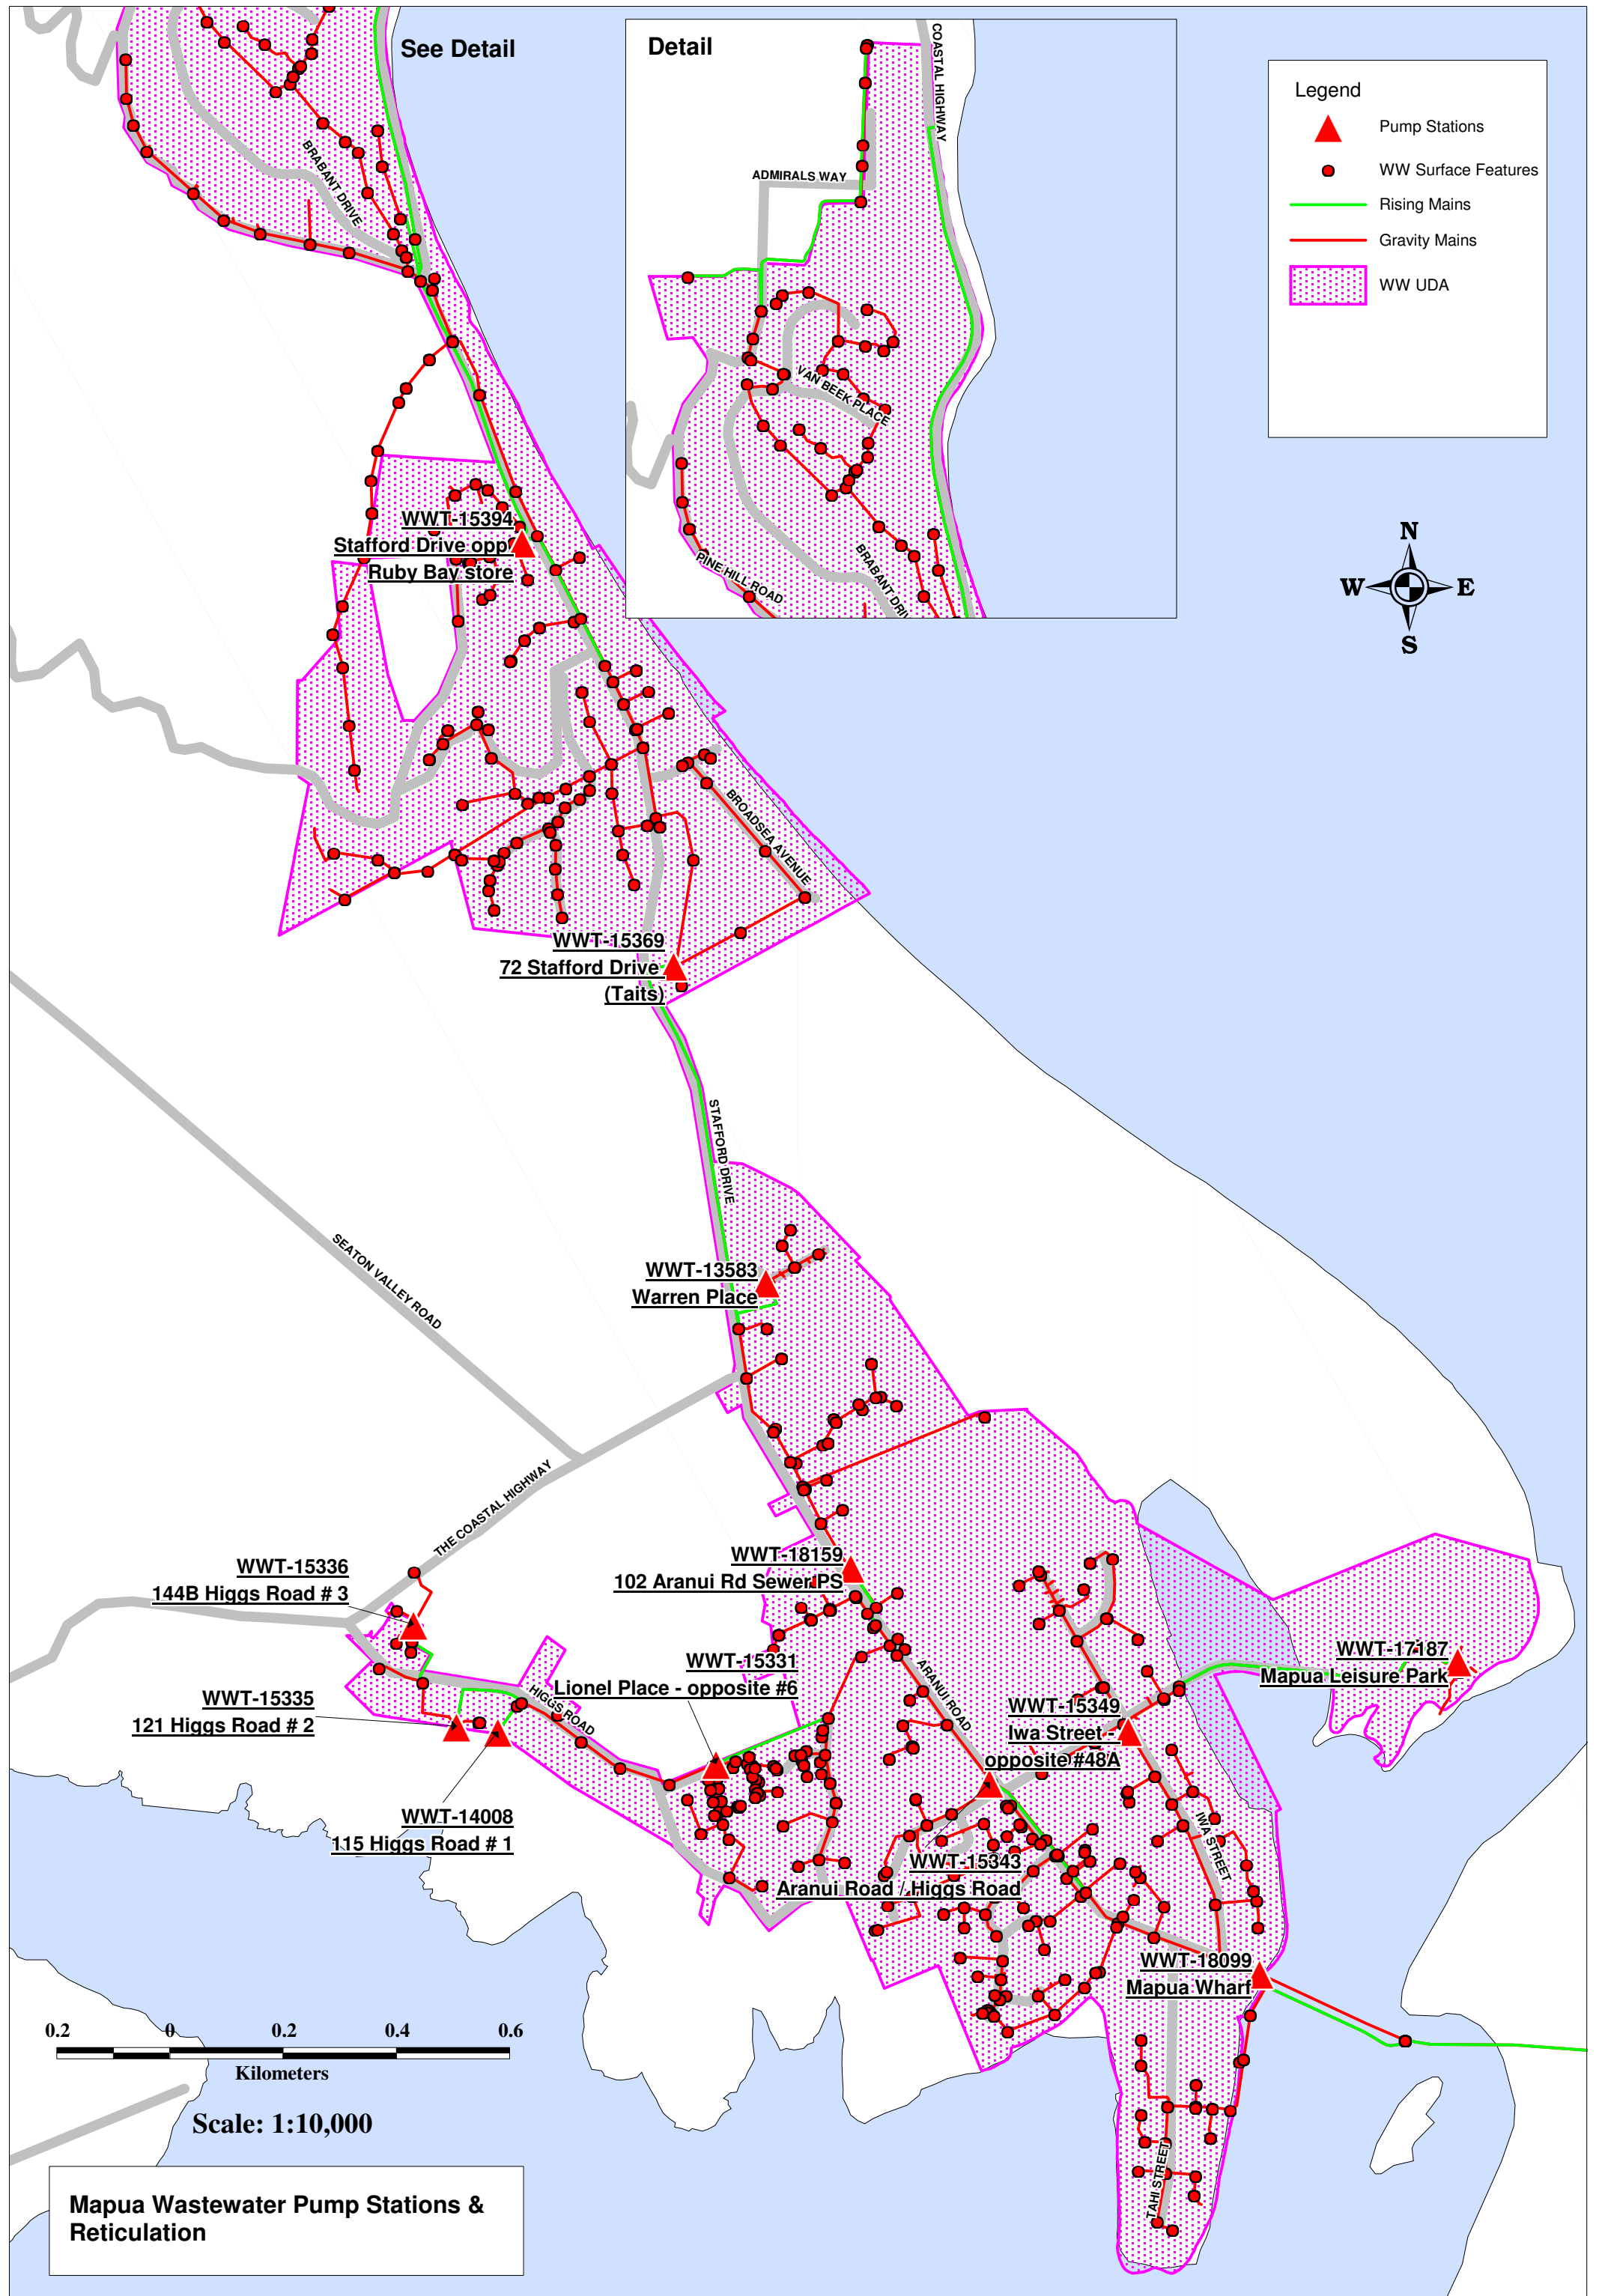 See Detail
Detail
COASTAL HIGHWAY
ADMIRALS WAY
VAN BEEK PLACE
PINE HILL ROAD
BRABANT DRIV
BRABANT DRIVE
Legend
Pump Stations
WW Surface Features
Rising Mains
Gravity Mains
WW UDA
N
W
E
S
WWT-15394
Stafford Drive opp
Ruby Bay store
BROADSEA AVENUE
WWT-15369
72 Stafford Drive
(Taits)
STAFFORD DRIVE
SEATON VALLEY ROAD
WWT-13583
Warren Place
THE COASTAL HIGHWAY
WWT-18159
102 Aranui Rd Sewer PS
WWT-15336
144B Higgs Road # 3
WWT-15331
Lionel Place - opposite #6
ARANUI ROAD
WWT-17187
Mapua Leisure Park
WWT-15335
121 Higgs Road # 2
HIGGS ROAD
WWT-15349
Iwa Street -
opposite #48A
WWT-14008
115 Higgs Road # 1
IWA STREET
WWT-15343
Aranui Road / Higgs Road
WWT-18099
Mapua Wharf
TAHI STREET
0.2
0
0.2
0.4
0.6
Kilometers
Scale: 1:10,000
Mapua Wastewater Pump Stations &
Reticulation